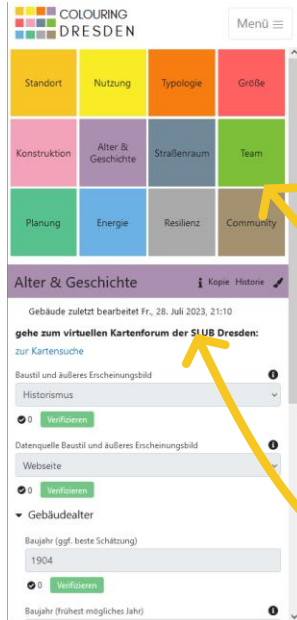 COLOURING
DRESDEN
Menü
Standort
Nutzung
Typologie
Größe
Konstruktion
Alter &
Geschichte
Straßenraum
Team
Planung
Energie
Resilienz
Community
Alter & Geschichte
Kopie Historie
Gebäude zuletzt bearbeitet Fr., 28. Juli 2023, 21:10
gehe zum virtuellen Kartenforum der SLUB Dresden:
zur Kartensuche
Baustil und äußeres Erscheinungsbild
Historismus
0 Verifizieren
Datenquelle Baustil und äußeres Erscheinungsbild
Webseite
0 Verifizieren
Gebäudealter
Baujahr (ggf. beste Schätzung)
1904
0 Verifizieren
Baujahr (frühest mögliches Jahr)